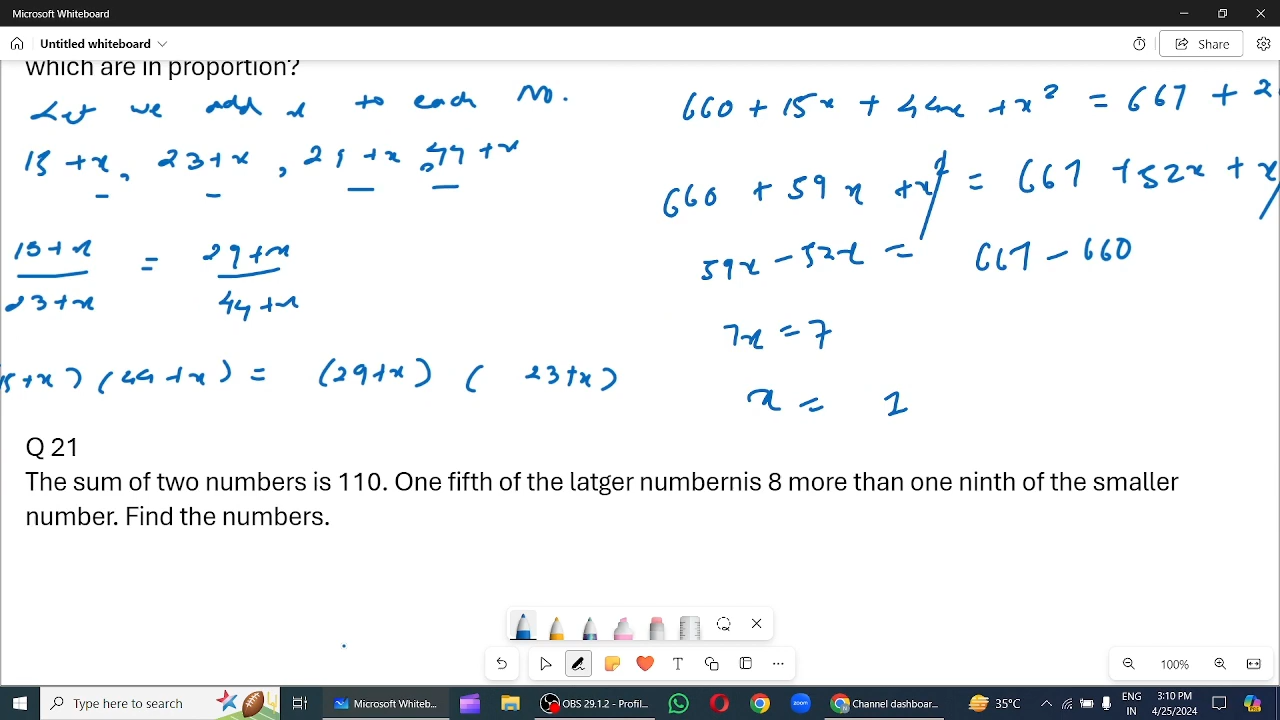 Microsoft Whiteboard
Untitled whiteboard
Share
which are in proportion?
Let we add x to each No.
15 +x, 23+x, 29 +x, 44 +x
15+x = 29+x
23+x 44+x
15+x) (44+x) = (29+x) ( 23+x)
660 + 15x + 44x + x² = 667 + 2
660 + 59x + x² = 667 + 52x + x
59x - 52x = 667 - 660
7x = 7
x = 1
Q 21
The sum of two numbers is 110. One fifth of the latger numbernis 8 more than one ninth of the smaller
number. Find the numbers.
100%
Type here to search
Microsoft Whiteb...
OBS 29.1.2 - Profil...
zoom
Channel dashboar...
35°C
ENG
IN
3:10 PM
4/25/2024